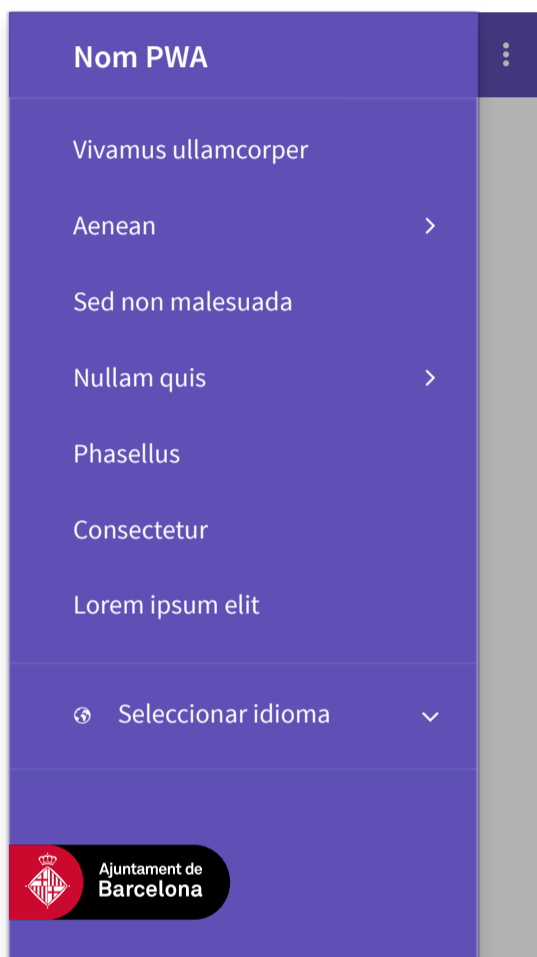 Nom PWA
Vivamus ullamcorper
Aenean
Sed non malesuada
Nullam quis
Phasellus
Consectetur
Lorem ipsum elit
Seleccionar idioma
Ajuntament de
Barcelona